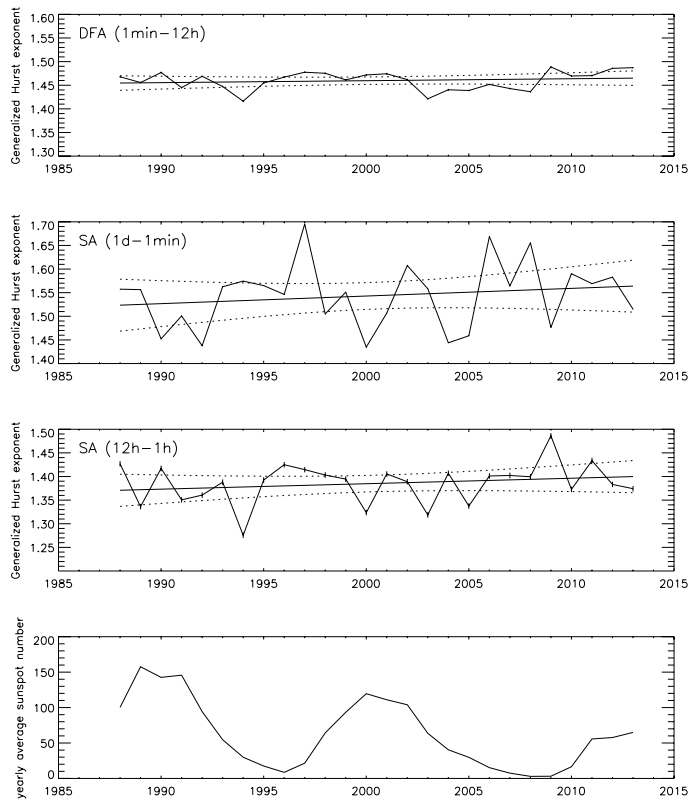 Generalized Hurst exponent
1.60
1.55
1.50
1.45
1.40
1.35
1.30
DFA (1min−12h)
1985 1990 1995 2000 2005 2010 2015
Generalized Hurst exponent
1.70
1.65
1.60
1.55
1.50
1.45
1.40
SA (1d−1min)
1985 1990 1995 2000 2005 2010 2015
Generalized Hurst exponent
1.50
1.45
1.40
1.35
1.30
1.25
SA (12h−1h)
1985 1990 1995 2000 2005 2010 2015
yearly average sunspot number
200
150
100
50
0
1985 1990 1995 2000 2005 2010 2015